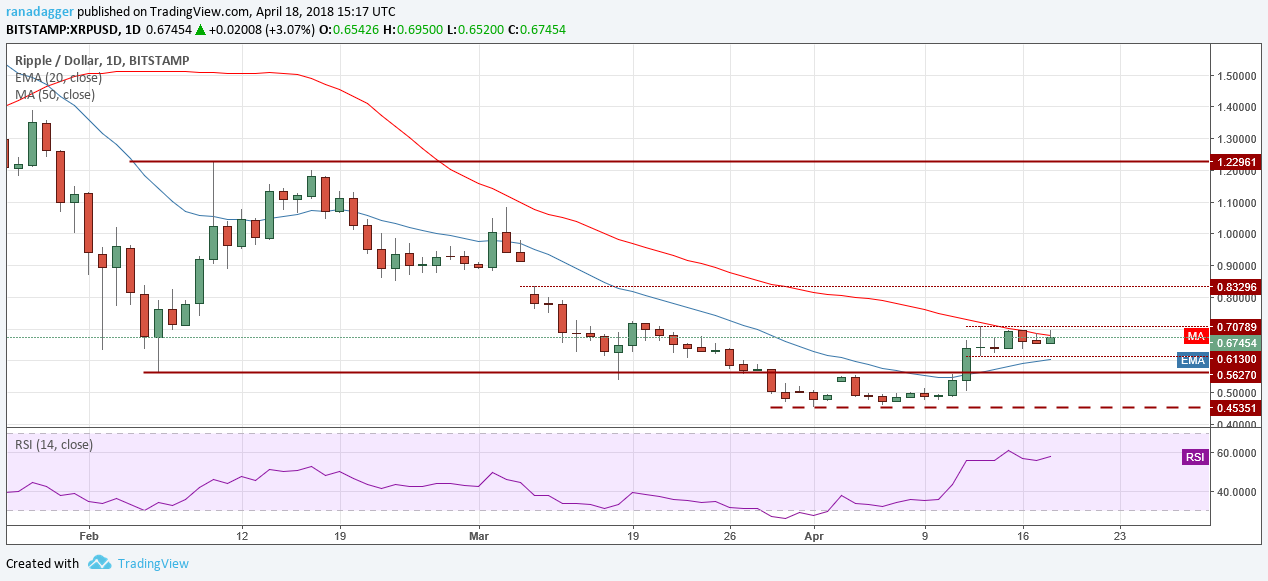 ranadagger published on TradingView.com, April 18, 2018 15:17 UTC
BITSTAMP:XRPUSD, 1D 0.67454 ▲ +0.02008 (+3.07%) O:0.65426 H:0.69500 L:0.65200 C:0.67454
Ripple / Dollar, 1D, BITSTAMP
EMA (20, close)
MA (50, close)
1.50000
1.40000
1.30000
1.22961
1.20000
1.10000
1.00000
0.90000
0.83296
0.80000
0.70789
MA
0.67454
0.61300
EMA
0.56270
0.50000
0.45351
0.40000
RSI (14, close)
60.0000
RSI
40.0000
Feb 12 19 Mar 19 26 Apr 9 16 23
Created with TradingView